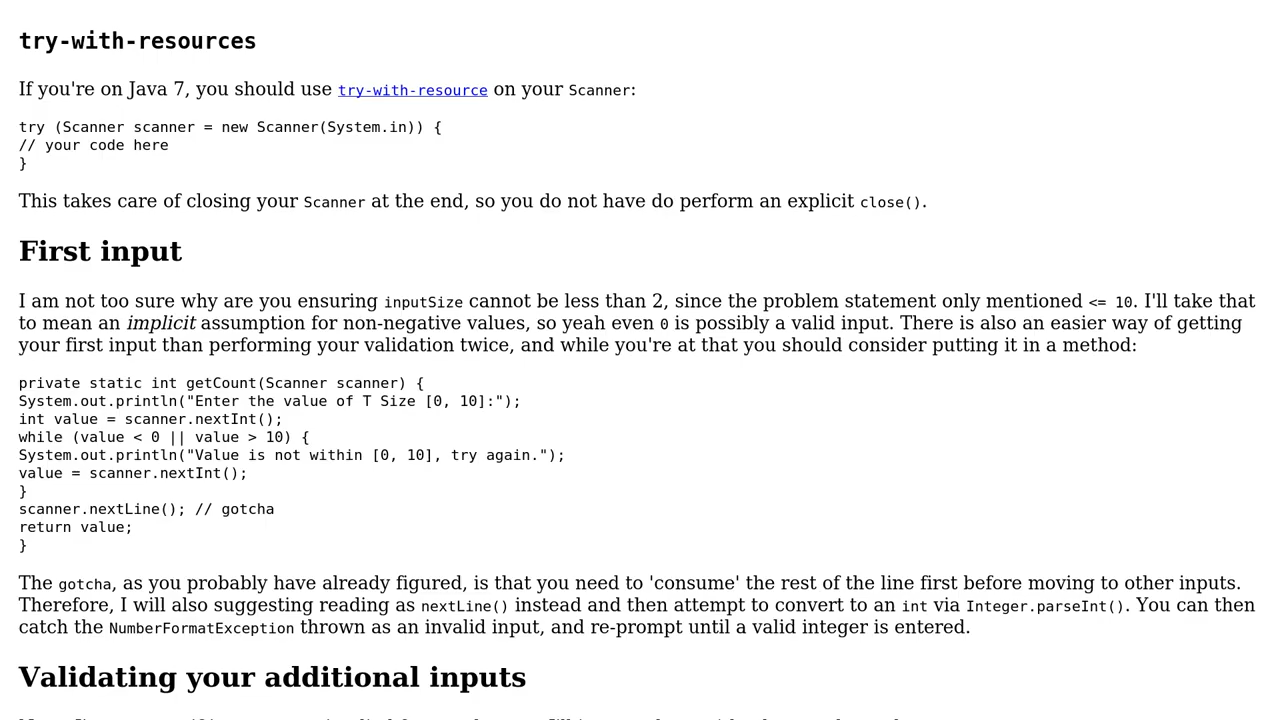 try-with-resources
If you're on Java 7, you should use try-with-resource on your Scanner:
try (Scanner scanner = new Scanner(System.in)) {
// your code here
}
This takes care of closing your Scanner at the end, so you do not have do perform an explicit close().
First input
I am not too sure why are you ensuring inputSize cannot be less than 2, since the problem statement only mentioned <= 10. I'll take that
to mean an implicit assumption for non-negative values, so yeah even 0 is possibly a valid input. There is also an easier way of getting
your first input than performing your validation twice, and while you're at that you should consider putting it in a method:
private static int getCount(Scanner scanner) {
System.out.println("Enter the value of T Size [0, 10]:");
int value = scanner.nextInt();
while (value < 0 || value > 10) {
System.out.println("Value is not within [0, 10], try again.");
value = scanner.nextInt();
}
scanner.nextLine(); // gotcha
return value;
}
The gotcha, as you probably have already figured, is that you need to 'consume' the rest of the line first before moving to other inputs.
Therefore, I will also suggesting reading as nextLine() instead and then attempt to convert to an int via Integer.parseInt(). You can then
catch the NumberFormatException thrown as an invalid input, and re-prompt until a valid integer is entered.
Validating your additional inputs